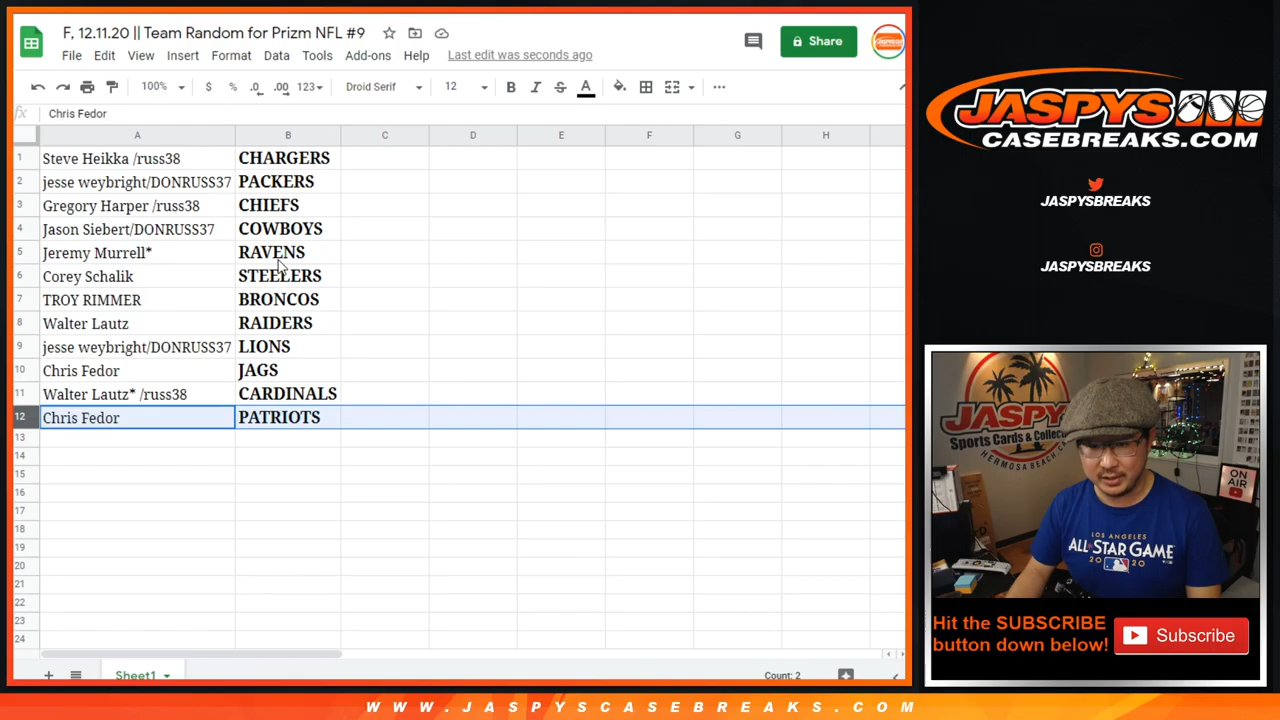 F, 12.11.20 || Team Random for Prizm NFL #9
File Edit View Insert Format Data Tools Add-ons Help Last edit was seconds ago
Share
100% $ % .0 .00 123 Droid Serif 12 B I S A
fx Chris Fedor
A B C D E F G H
1 Steve Heikka /russ38 CHARGERS
2 jesse weybright/DONRUSS37 PACKERS
3 Gregory Harper /russ38 CHIEFS
4 Jason Siebert/DONRUSS37 COWBOYS
5 Jeremy Murrell* RAVENS
6 Corey Schalik STEELERS
7 TROY RIMMER BRONCOS
8 Walter Lautz RAIDERS
9 jesse weybright/DONRUSS37 LIONS
10 Chris Fedor JAGS
11 Walter Lautz* /russ38 CARDINALS
12 Chris Fedor PATRIOTS
13
14
15
16
17
18
19
20
21
22
23
24
Sheet1 Count: 2
JASPYS
CASEBREAKS.COM
JASPYSBREAKS
JASPYSBREAKS
JASPY
Sports Cards & Collec
HERMOSA BEACH, CA
ON
AIR
LOS ANGELES
ALL★STAR GAME
2020
Hit the SUBSCRIBE
button down below!
Subscribe
WWW.JASPYSCASEBREAKS.COM